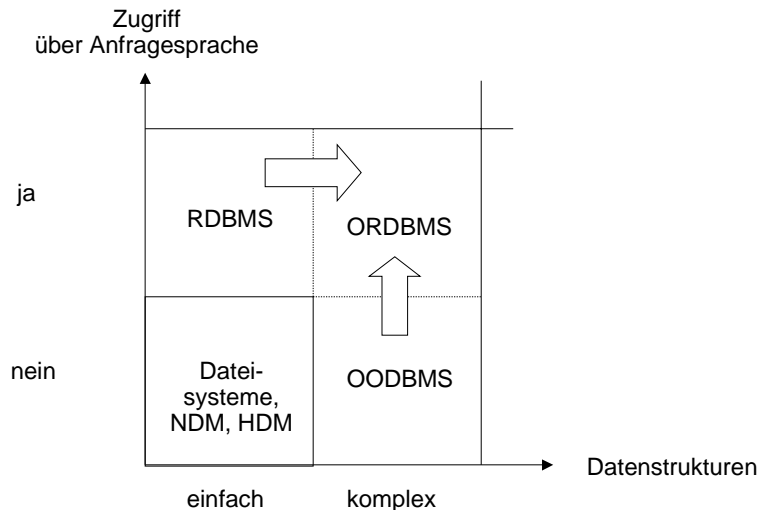 Zugriff
über Anfragesprache
ja
RDBMS
ORDBMS
nein
Datei-
systeme,
NDM, HDM
OODBMS
Datenstrukturen
einfach
komplex